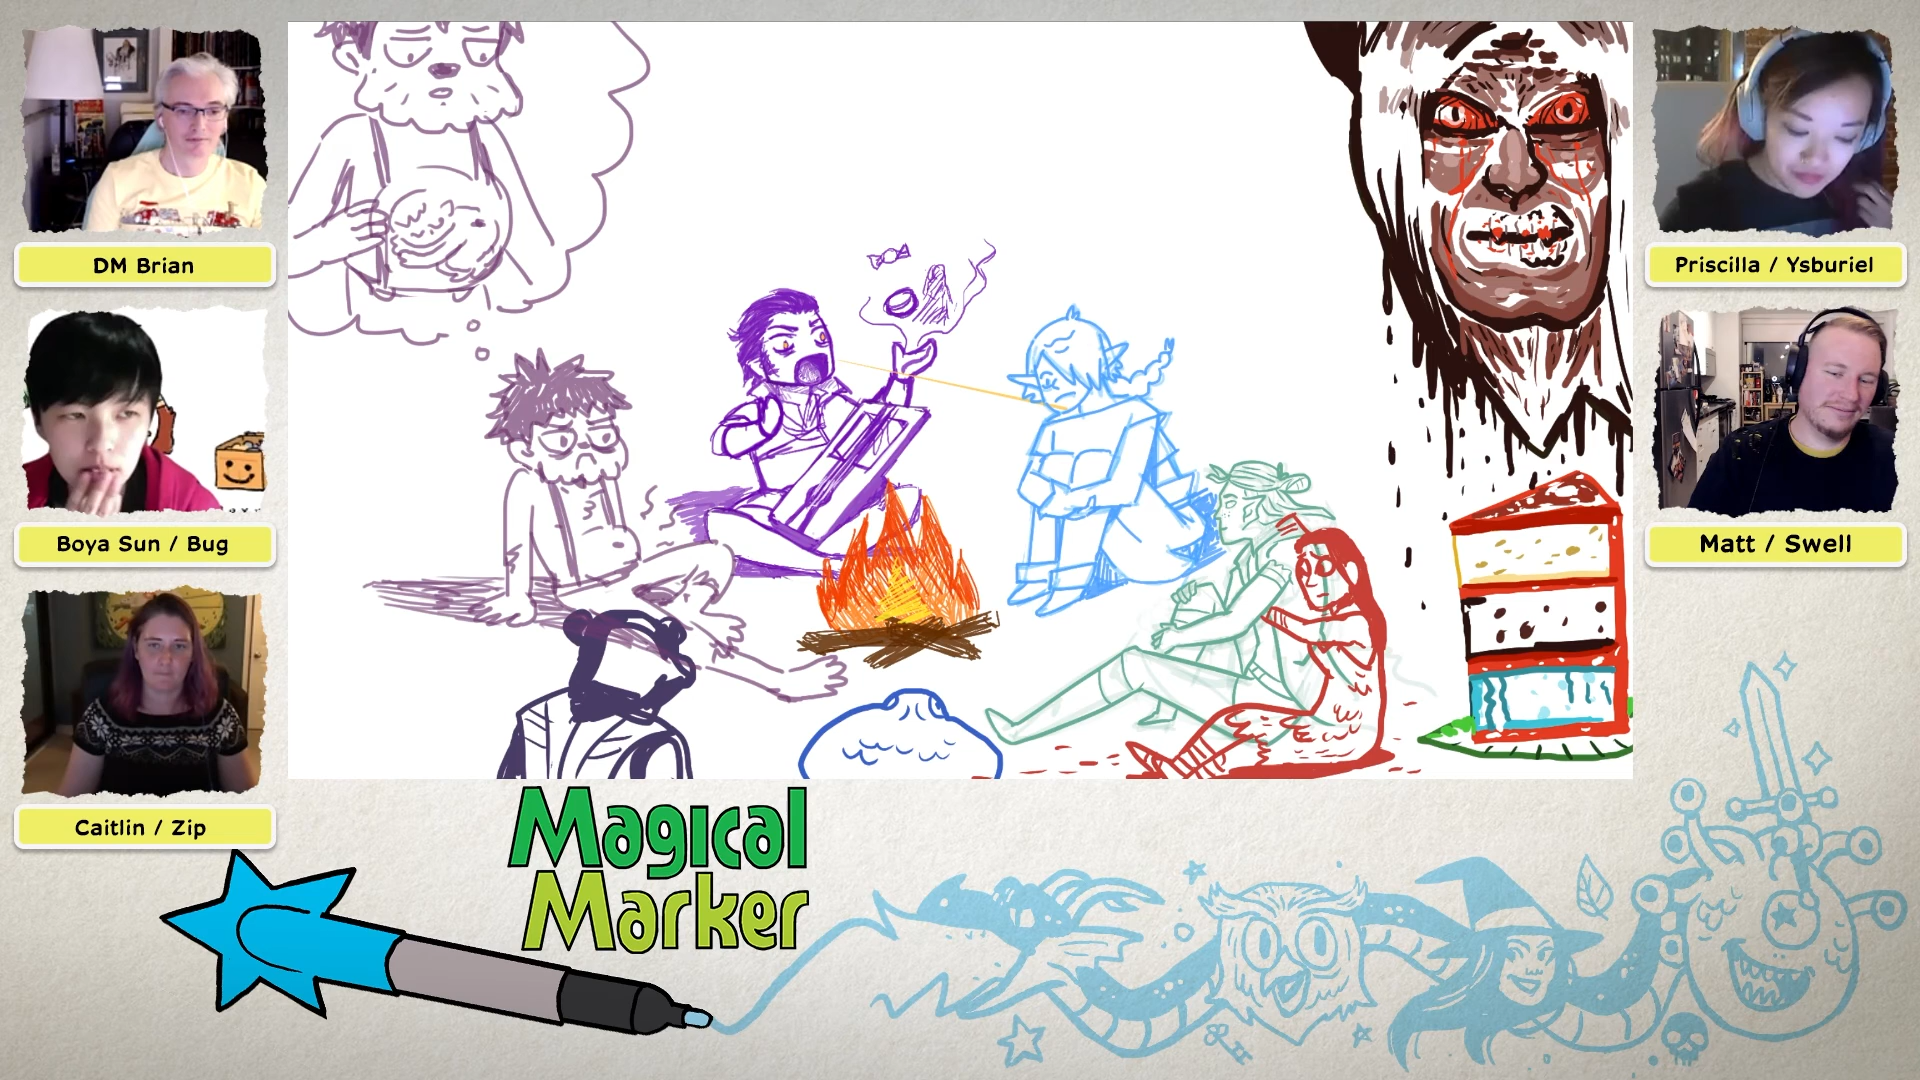 DM Brian
Boya Sun / Bug
Caitlin / Zip
Priscilla / Ysburiel
Matt / Swell
Magical
Marker